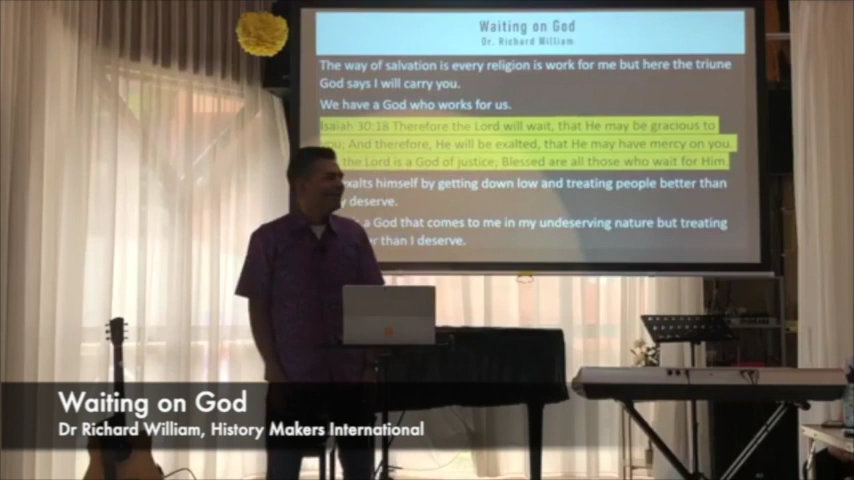 Waiting on God
Dr. Richard William
The way of salvation is every religion is work for me but here the triune
God says I will carry you.
We have a God who works for us.
Isaiah 30:18 Therefore the Lord will wait, that He may be gracious to
you; And therefore, He will be exalted, that He may have mercy on you.
the Lord is a God of justice; Blessed are all those who wait for Him.
exalts himself by getting down low and treating people better than
deserve.
a God that comes to me in my undeserving nature but treating
than I deserve.
Waiting on God
Dr Richard William, History Makers International